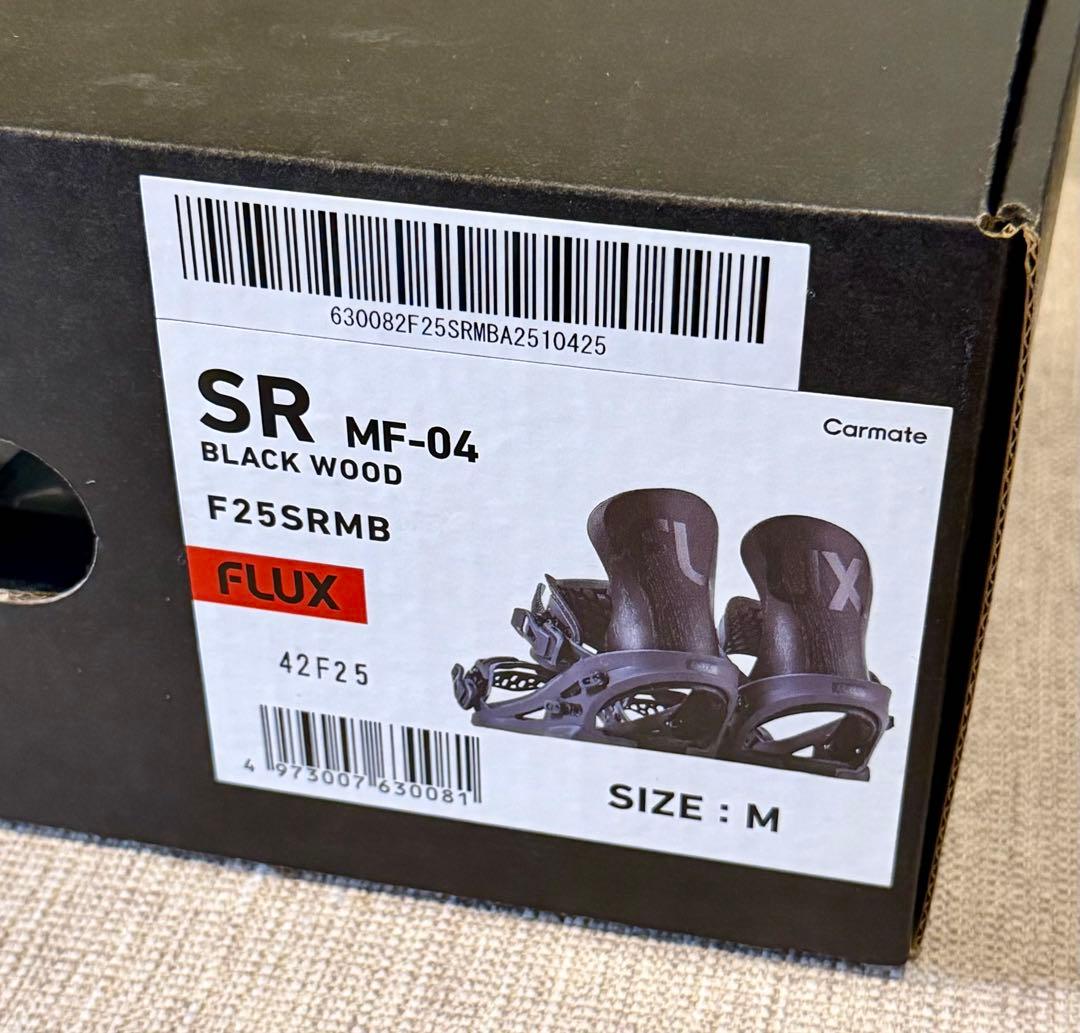 630082F25SRMBA2510425
SR MF-04
Carmate
BLACK WOOD
F25SRMB
FLUX
42F25
4 973007 630081
SIZE : M